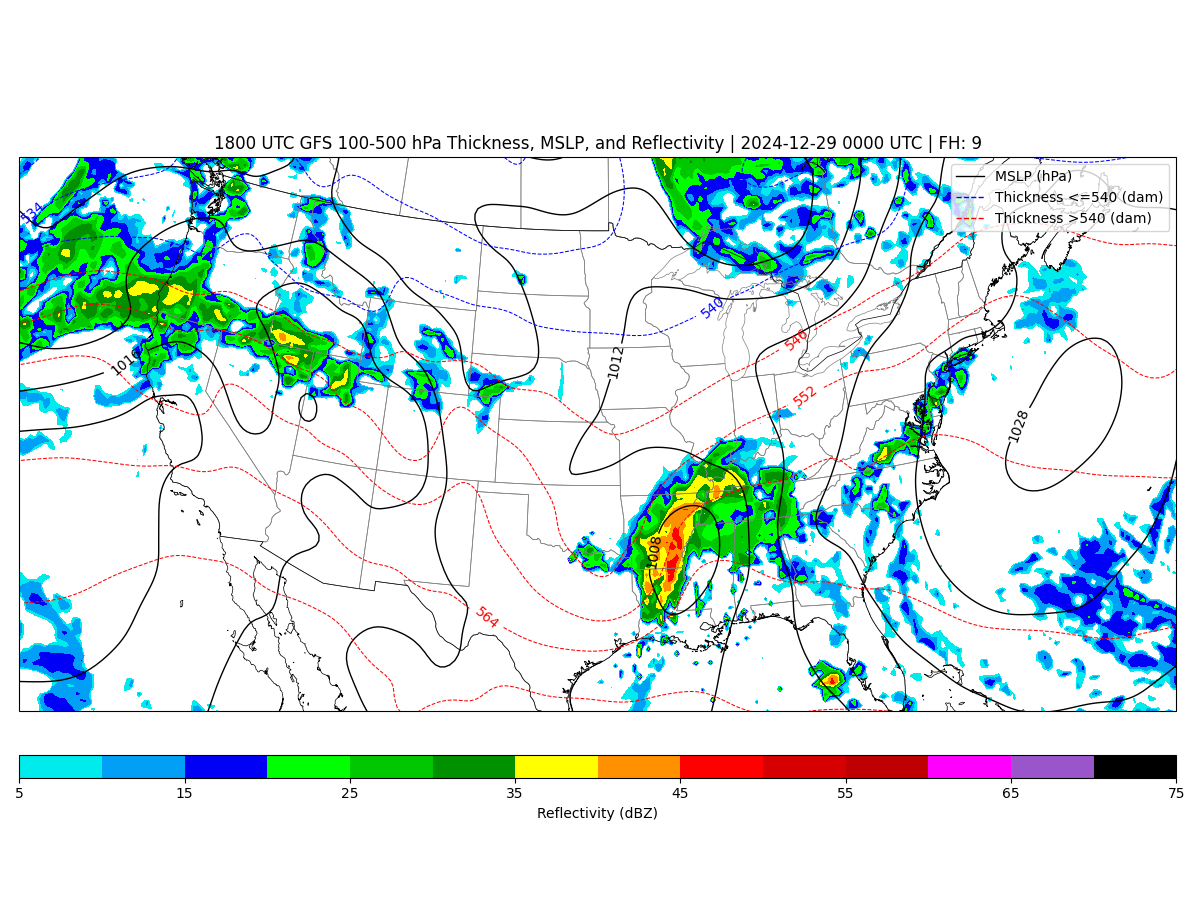 1800 UTC GFS 100-500 hPa Thickness, MSLP, and Reflectivity | 2024-12-29 0000 UTC | FH: 9
MSLP (hPa)
Thickness <=540 (dam)
Thickness >540 (dam)
534
540
546
1016
1012
552
1028
1008
564
5 15 25 35 45 55 65 75
Reflectivity (dBZ)